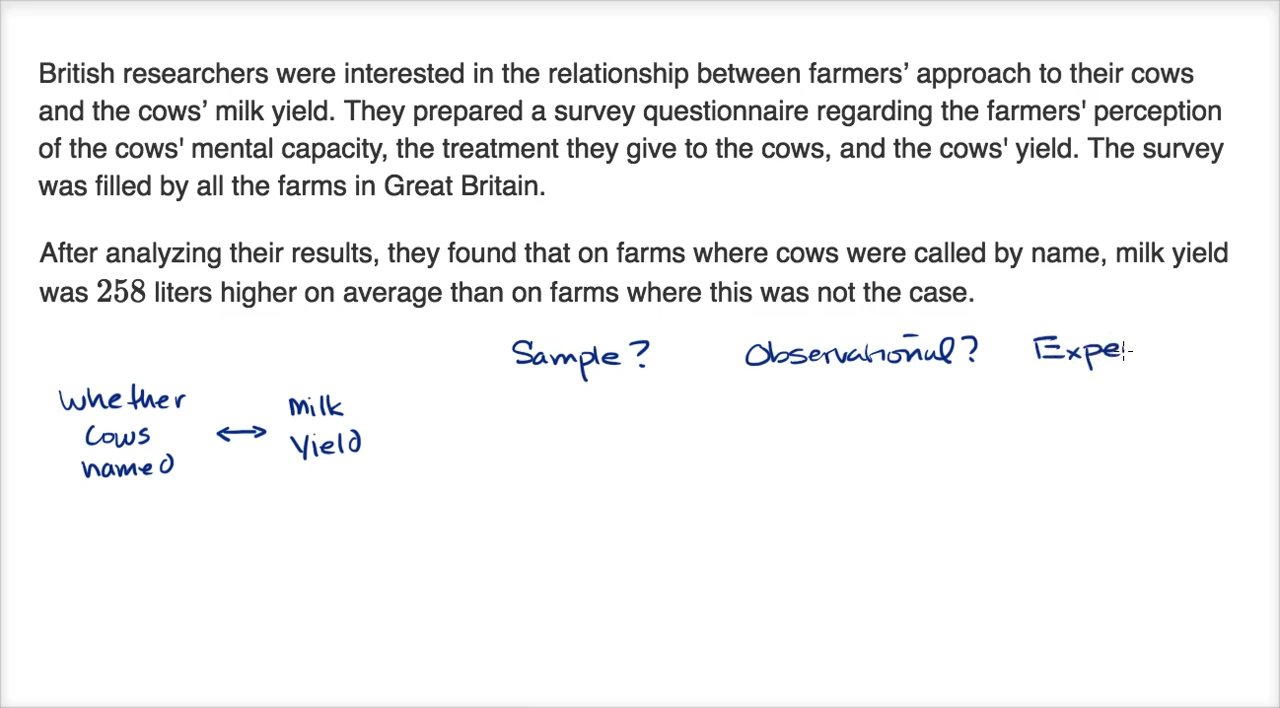 British researchers were interested in the relationship between farmers’ approach to their cows
and the cows’ milk yield. They prepared a survey questionnaire regarding the farmers' perception
of the cows' mental capacity, the treatment they give to the cows, and the cows' yield. The survey
was filled by all the farms in Great Britain.
After analyzing their results, they found that on farms where cows were called by name, milk yield
was 258 liters higher on average than on farms where this was not the case.
Sample? Observational? Expe
Whether
Cows
named
↔
Milk
Yield